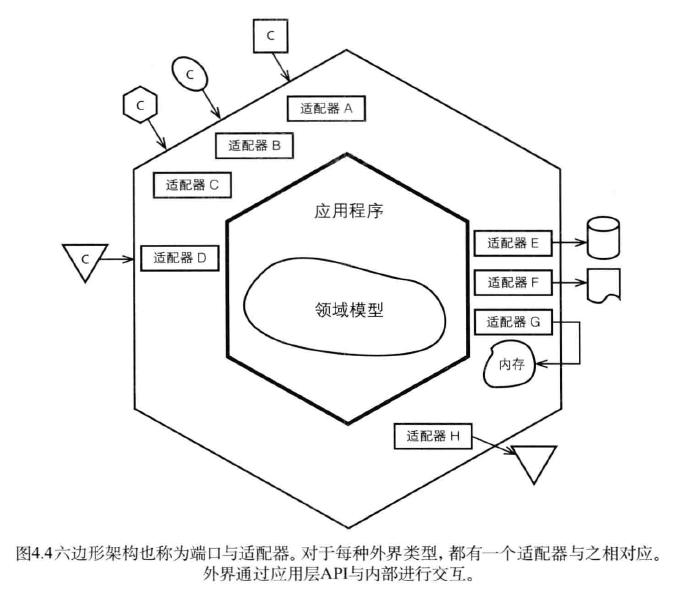 C
C
C
C
适配器 A
适配器 B
适配器 C
适配器 D
应用程序
领域模型
适配器 E
适配器 F
适配器 G
内存
适配器 H
图4.4六边形架构也称为端口与适配器。对于每种外界类型，都有一个适配器与之相对应。
外界通过应用层API与内部进行交互。